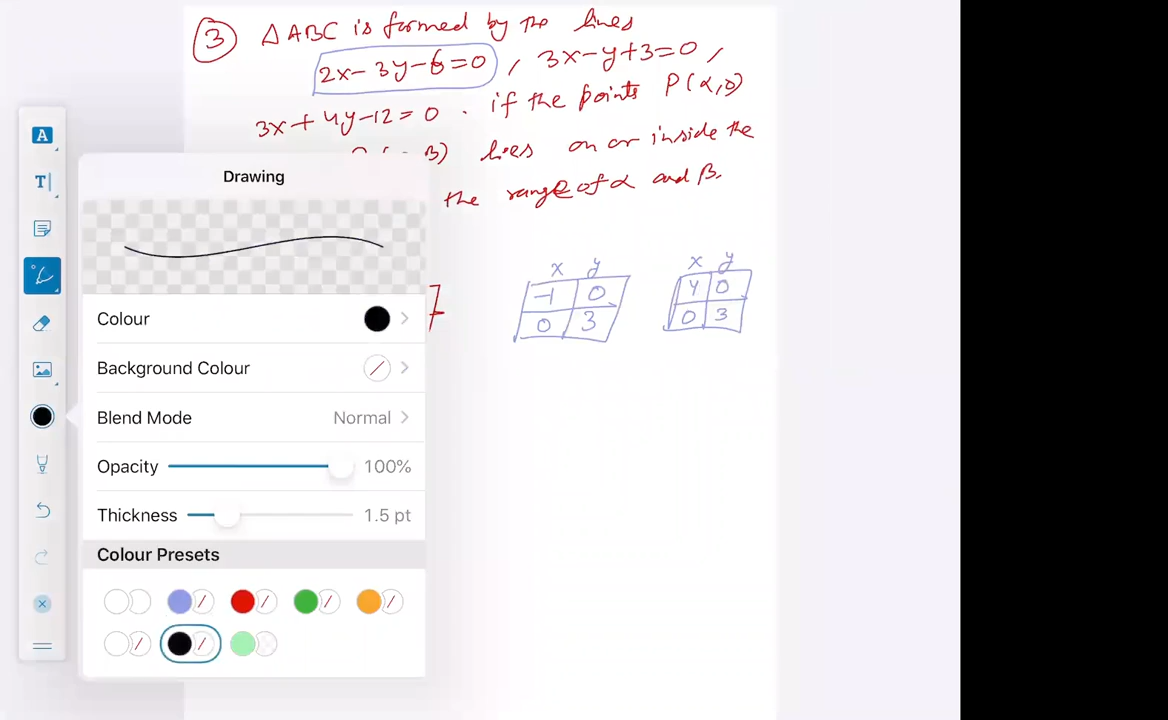 3 △ABC is formed by the lines
2x-3y-6=0, 3x-y+3=0,
3x+4y-12=0. if the points P(α,0)
β) lies on or inside the
the range of α and β.
x y
-1 0
0 3
x y
4 0
0 3
A
T
Drawing
Colour
Background Colour
Blend Mode Normal
Opacity 100%
Thickness 1.5 pt
Colour Presets